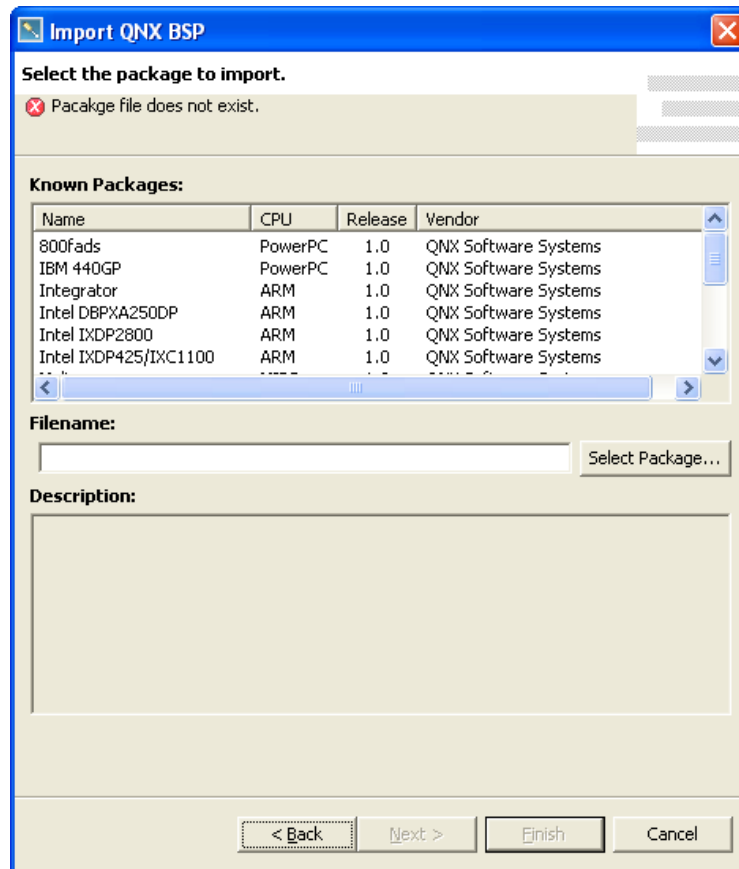 Import QNX BSP
Select the package to import.
Pacakge file does not exist.
Known Packages:
Name CPU Release Vendor
800fads PowerPC 1.0 QNX Software Systems
IBM 440GP PowerPC 1.0 QNX Software Systems
Integrator ARM 1.0 QNX Software Systems
Intel DBPXA250DP ARM 1.0 QNX Software Systems
Intel IXDP2800 ARM 1.0 QNX Software Systems
Intel IXDP425/IXC1100 ARM 1.0 QNX Software Systems
Filename:
Select Package...
Description:
< Back Next > Finish Cancel